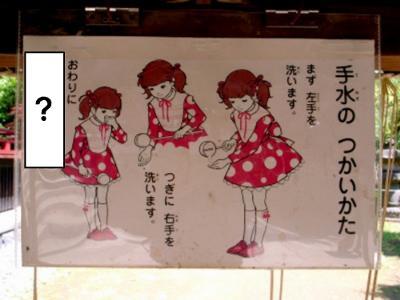 手水の つかいかた
まず 左手を
洗います。
つぎに 右手を
洗います。
おわりに
?